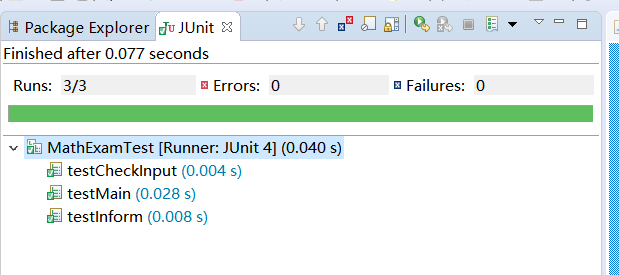 Package Explorer JUnit
Finished after 0.077 seconds
Runs: 3/3 Errors: 0 Failures: 0
MathExamTest [Runner: JUnit 4] (0.040 s)
testCheckInput (0.004 s)
testMain (0.028 s)
testInform (0.008 s)